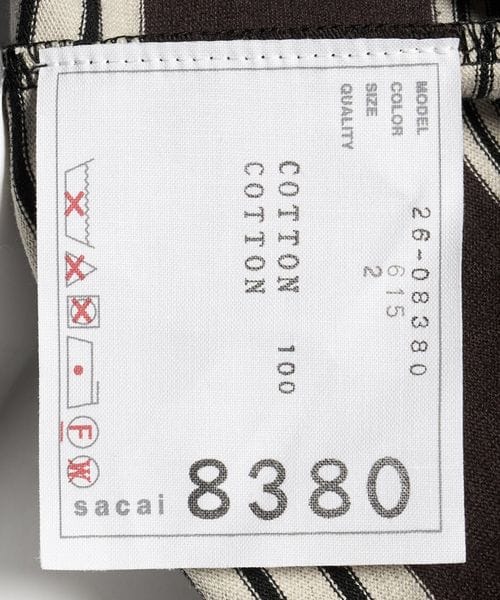 MODEL 26-08380
COLOR 615
SIZE 2
QUALITY
COTTON 100
COTTON
F
W
sacai 8380